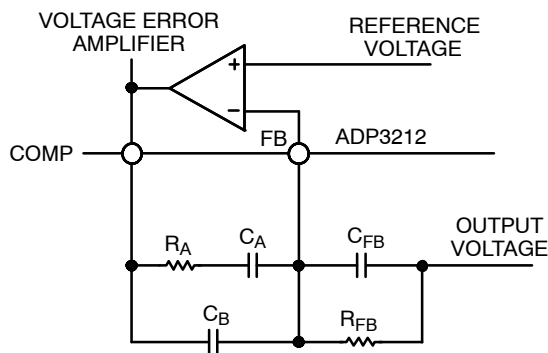 VOLTAGE ERROR
AMPLIFIER
REFERENCE
VOLTAGE
+
−
FB
ADP3212
COMP
OUTPUT
VOLTAGE
RA
CA
CFB
CB
RFB